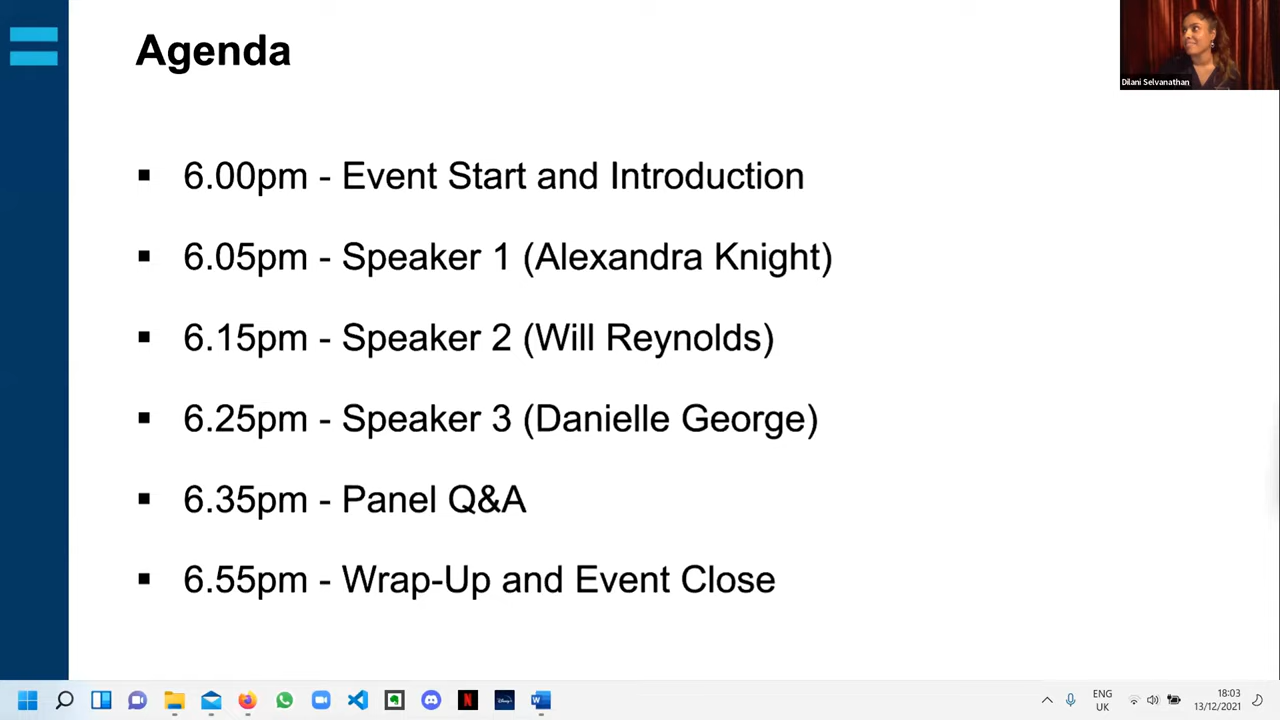 Agenda
Dilani Selvanathan
▪ 6.00pm - Event Start and Introduction
▪ 6.05pm - Speaker 1 (Alexandra Knight)
▪ 6.15pm - Speaker 2 (Will Reynolds)
▪ 6.25pm - Speaker 3 (Danielle George)
▪ 6.35pm - Panel Q&A
▪ 6.55pm - Wrap-Up and Event Close
ENG
UK
18:03
13/12/2021